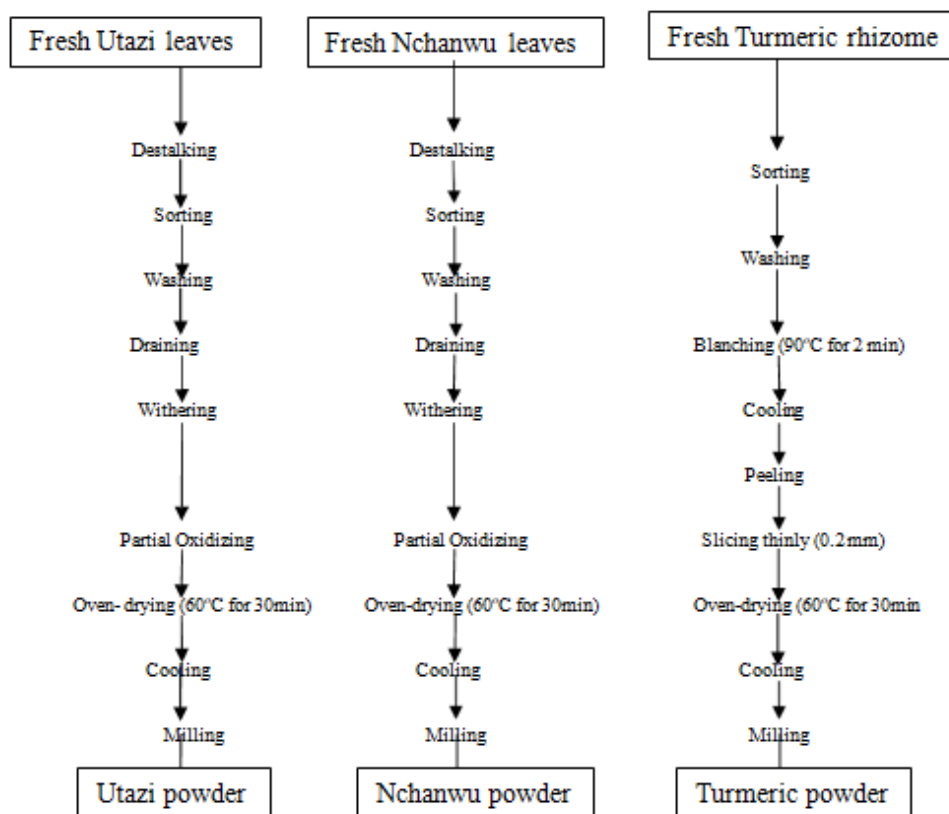 Fresh Utazi leaves
Destalking
Sorting
Washing
Draining
Withering
Partial Oxidizing
Oven- drying (60°C for 30min)
Cooling
Milling
Utazi powder
Fresh Nchanwu leaves
Destalking
Sorting
Washing
Draining
Withering
Partial Oxidizing
Oven-drying (60°C for 30min)
Cooling
Milling
Nchanwu powder
Fresh Turmeric rhizome
Sorting
Washing
Blanching (90°C for 2 min)
Cooling
Peeling
Slicing thinly (0.2 mm)
Oven-drying (60°C for 30min
Cooling
Milling
Turmeric powder